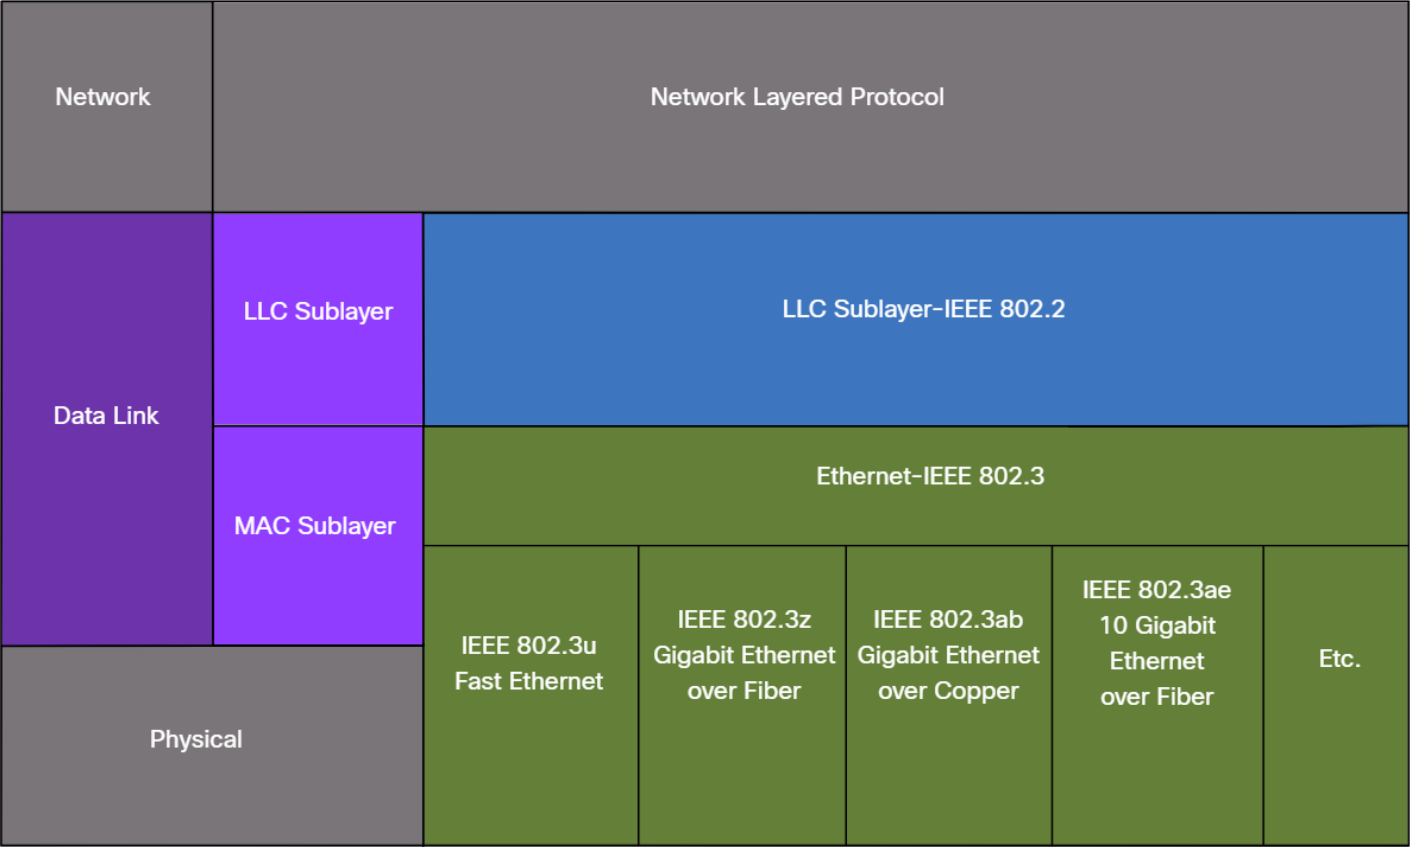 Network
Network Layered Protocol
Data Link
LLC Sublayer
LLC Sublayer-IEEE 802.2
MAC Sublayer
Ethernet-IEEE 802.3
IEEE 802.3u
Fast Ethernet
IEEE 802.3z
Gigabit Ethernet
over Fiber
IEEE 802.3ab
Gigabit Ethernet
over Copper
IEEE 802.3ae
10 Gigabit
Ethernet
over Fiber
Etc.
Physical